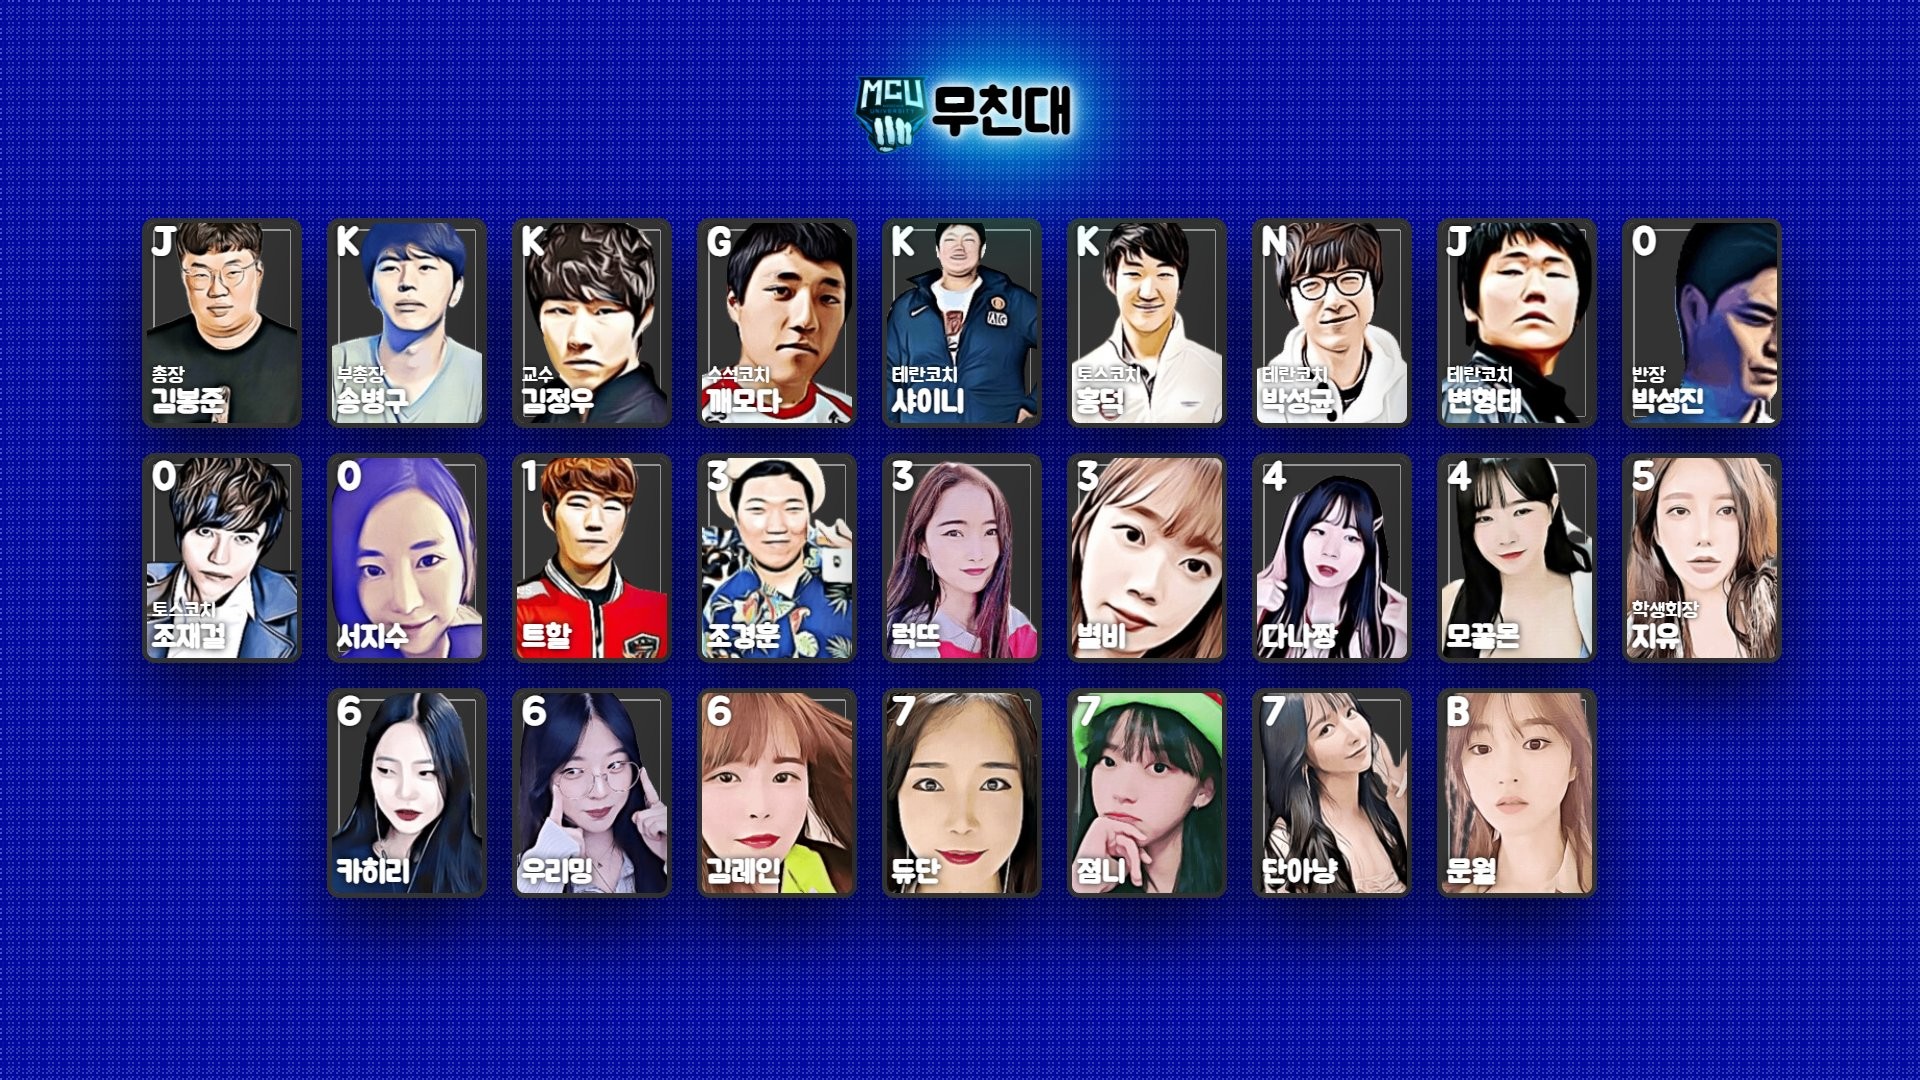 MCU
UNIVERSITY
무친대
J
총장
김봉준
K
부총장
송병구
K
교수
김정우
G
수석코치
깨모다
K
테란코치
샤이니
K
토스코치
홍덕
N
테란코치
박성균
J
테란코치
변형태
0
반장
박성진
0
토스코치
조재걸
0
서지수
1
트할
3
조경훈
3
럭뜨
3
별비
4
다나짱
4
모꿀몬
5
학생회장
지유
6
카히리
6
우리밍
6
김레인
7
듀단
7
졈니
7
단아냥
B
문월